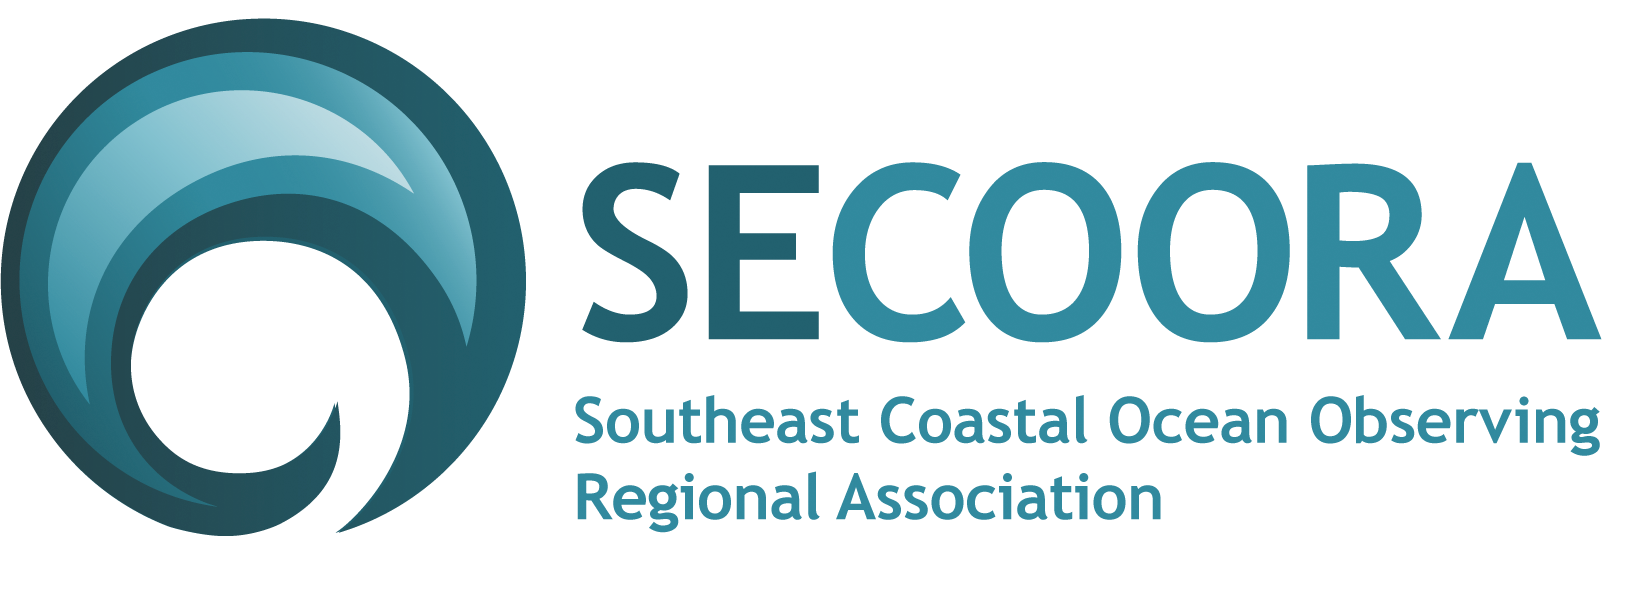 SECOORA
Southeast Coastal Ocean Observing
Regional Association